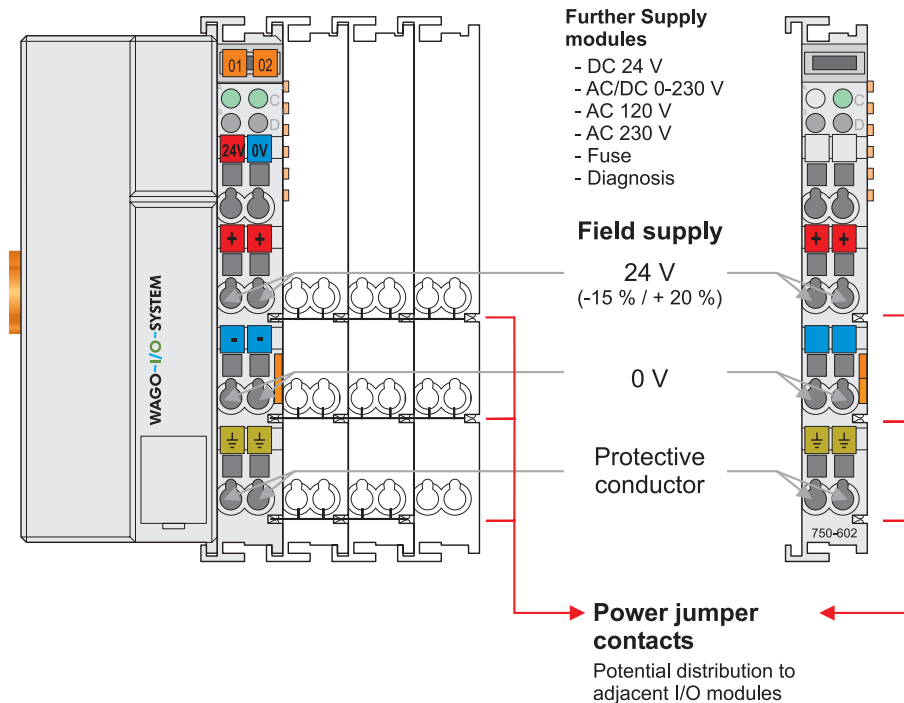 Further Supply
modules
- DC 24 V
- AC/DC 0-230 V
- AC 120 V
- AC 230 V
- Fuse
- Diagnosis
01 02
A
C
B
D
24V 0V
+ +
- -
WAGO-I/O-SYSTEM
Field supply
24 V
(-15 % / + 20 %)
0 V
Protective
conductor
A
C
B
D
+ +
750-602
Power jumper
contacts
Potential distribution to
adjacent I/O modules